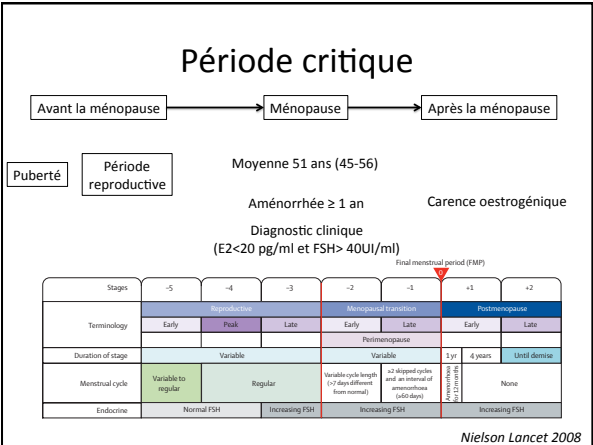 Période critique
Avant la ménopause
Ménopause
Après la ménopause
Puberté
Période
reproductive
Moyenne 51 ans (45-56)
Aménorrhée ≥ 1 an
Carence oestrogénique
Diagnostic clinique
(E2<20 pg/ml et FSH> 40UI/ml)
Final menstrual period (FMP)
0
Stages −5 −4 −3 −2 −1 +1 +2
Reproductive Menopausal transition Postmenopause
Terminology Early Peak Late Early Late Early Late
Perimenopause
Duration of stage Variable Variable 1 yr 4 years Until demise
Menstrual cycle
Variable to
regular
Regular
Variable cycle length
(>7 days different
from normal)
≥2 skipped cycles
and an interval of
amenorrhoea
(≥60 days)
Amenorrhoea
for 12 months
None
Endocrine Normal FSH Increasing FSH Increasing FSH Increasing FSH
Nielson Lancet 2008